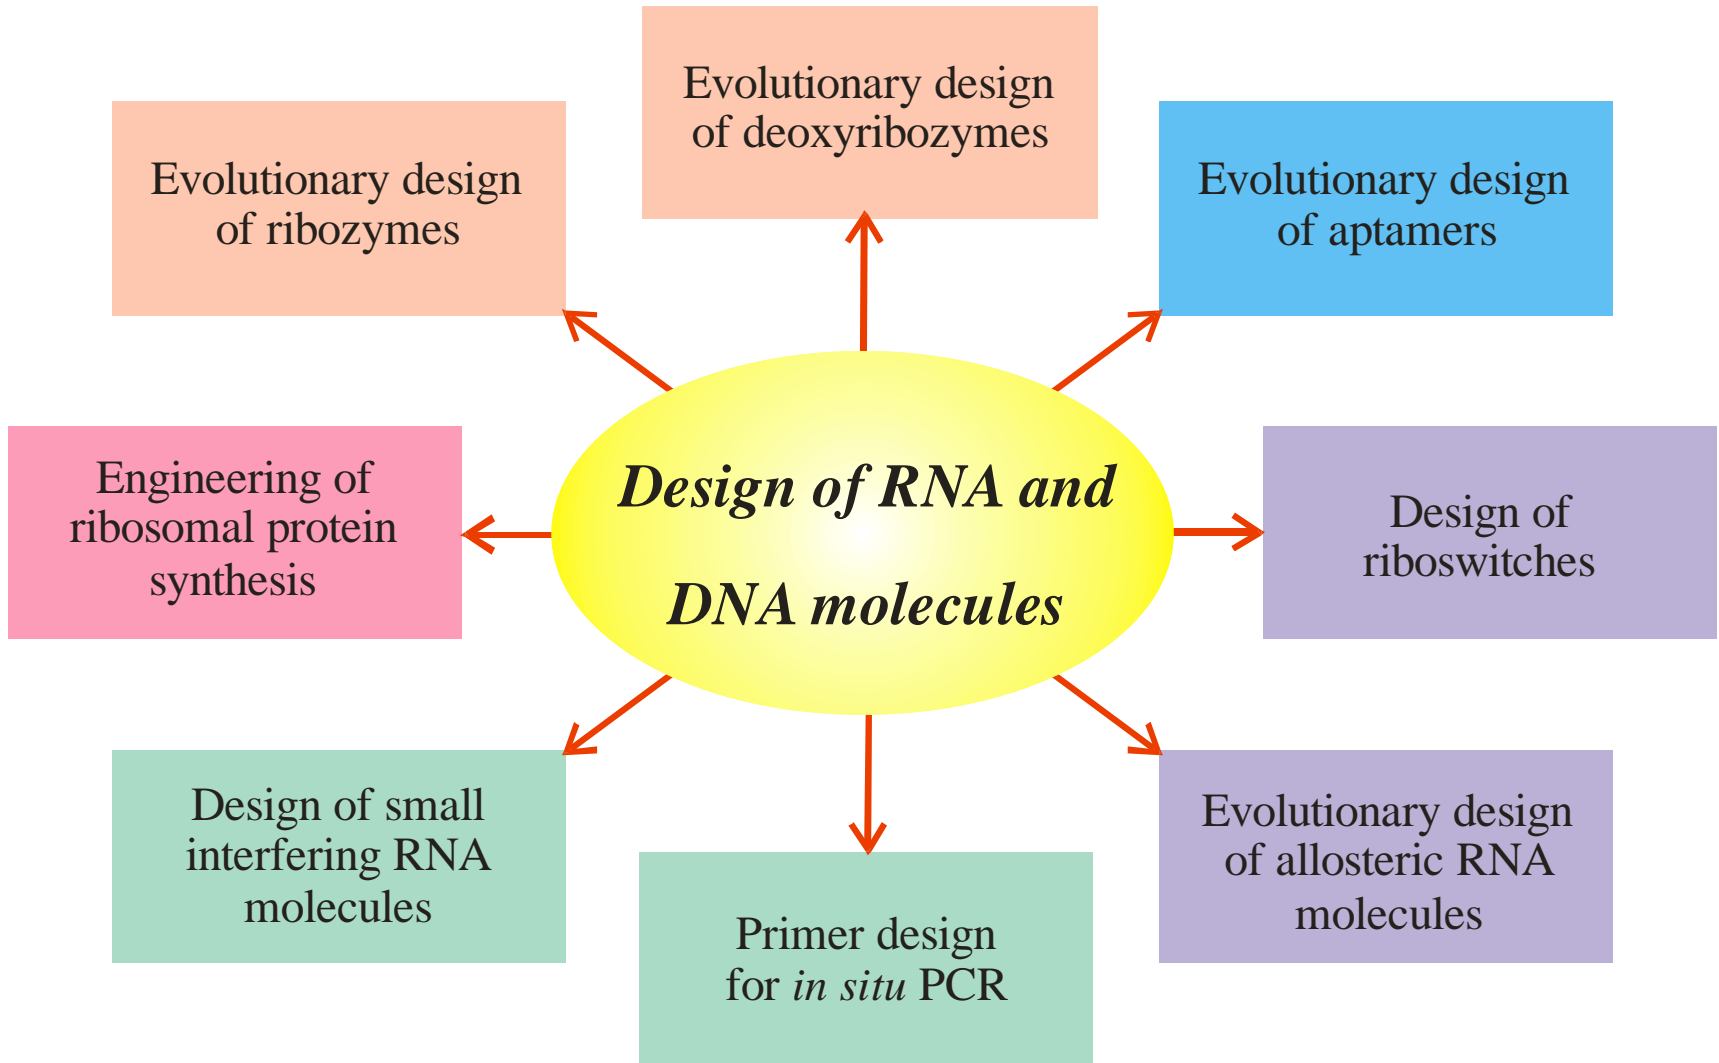 Evolutionary design
of deoxyribozymes
Evolutionary design
of ribozymes
Evolutionary design
of aptamers
Engineering of
ribosomal protein
synthesis
Design of RNA and
DNA molecules
Design of
riboswitches
Design of small
interfering RNA
molecules
Primer design
for in situ PCR
Evolutionary design
of allosteric RNA
molecules